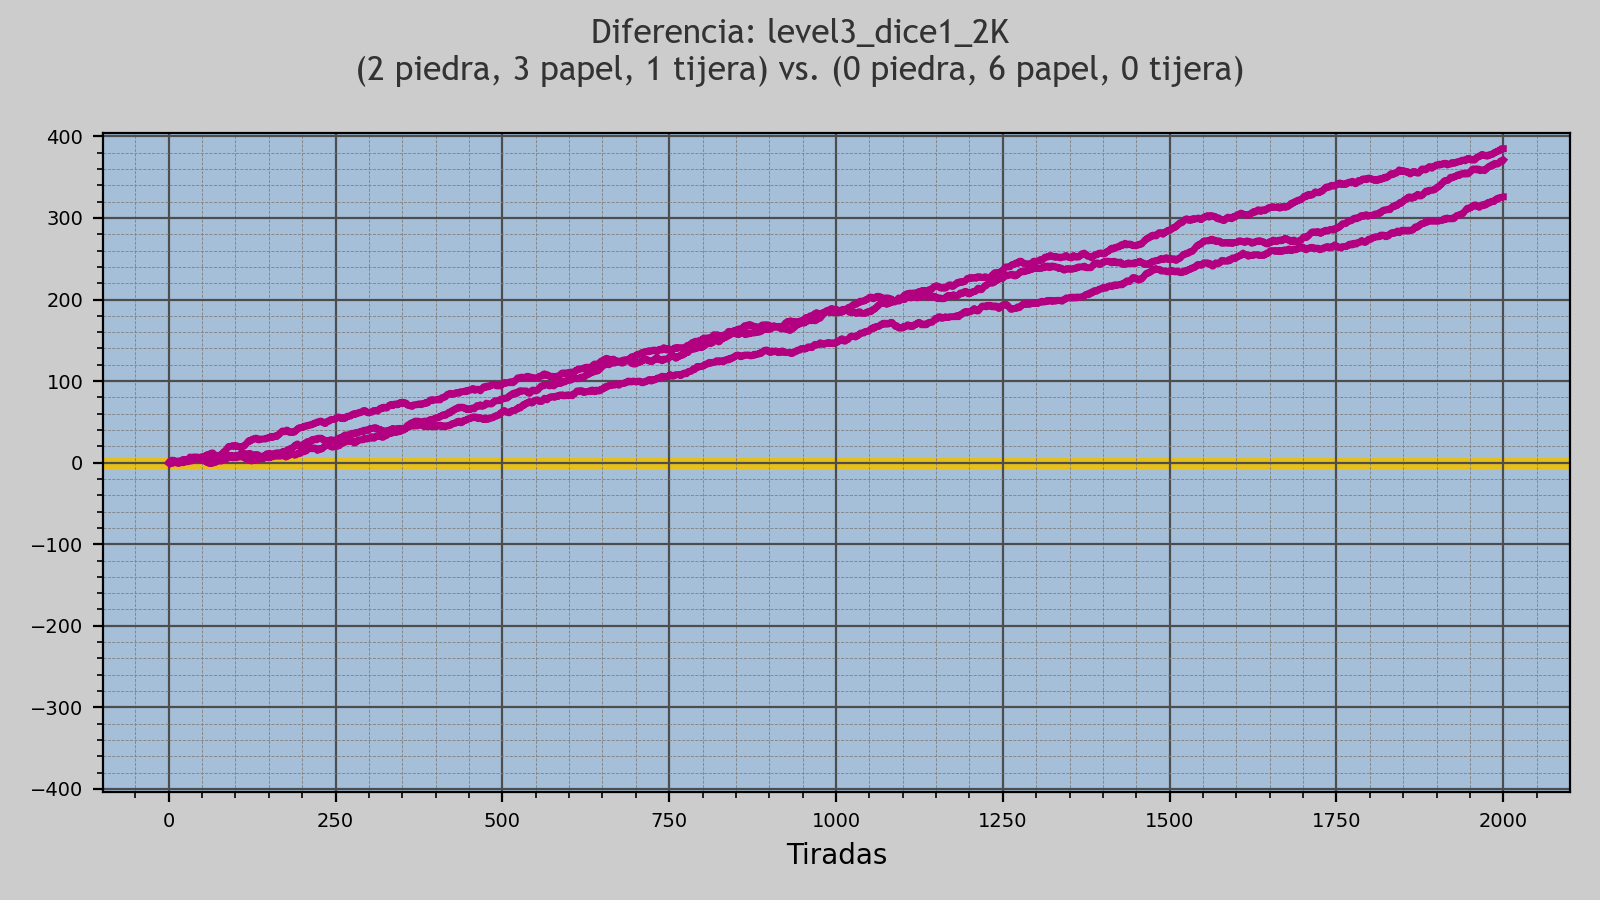 Diferencia: level3_dice1_2K
(2 piedra, 3 papel, 1 tijera) vs. (0 piedra, 6 papel, 0 tijera)
400
300
200
100
0
−100
−200
−300
−400
0 250 500 750 1000 1250 1500 1750 2000
Tiradas